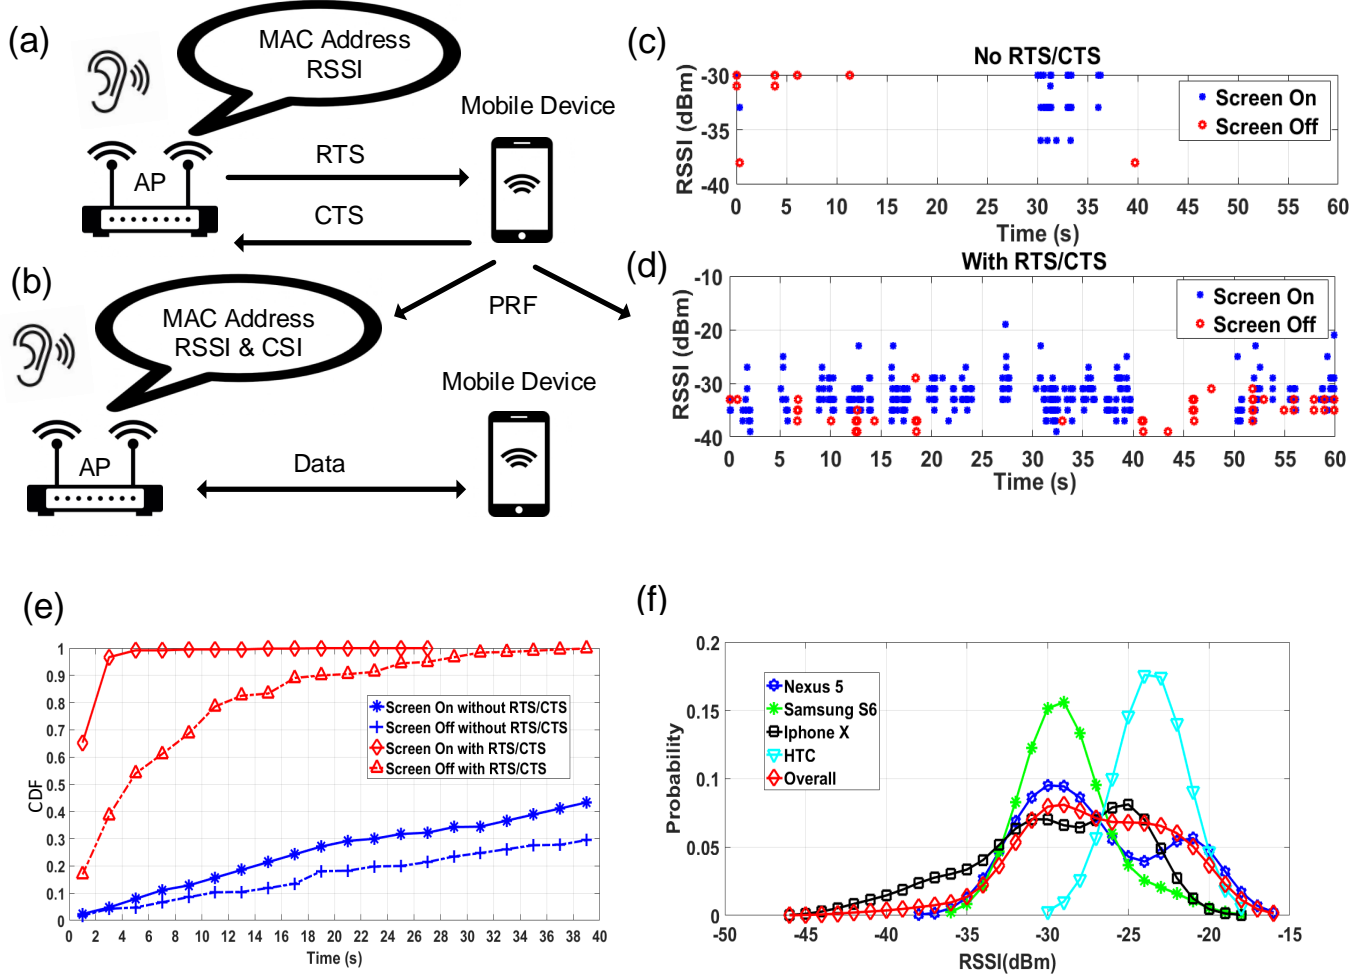 (a)
MAC Address
RSSI
Mobile Device
AP
RTS
CTS
PRF
(b)
MAC Address
RSSI & CSI
Mobile Device
AP
Data
(c)
No RTS/CTS
RSSI (dBm)
-30
-35
-40
Screen On
Screen Off
0 5 10 15 20 25 30 35 40 45 50 55 60
Time (s)
(d)
With RTS/CTS
RSSI (dBm)
-10
-20
-30
-40
Screen On
Screen Off
0 5 10 15 20 25 30 35 40 45 50 55 60
Time (s)
(e)
CDF
1
0.9
0.8
0.7
0.6
0.5
0.4
0.3
0.2
0.1
0
Screen On without RTS/CTS
Screen Off without RTS/CTS
Screen On with RTS/CTS
Screen Off with RTS/CTS
0 2 4 6 8 10 12 14 16 18 20 22 24 26 28 30 32 34 36 38 40
Time (s)
(f)
Probability
0.2
0.15
0.1
0.05
0
Nexus 5
Samsung S6
Iphone X
HTC
Overall
-50 -45 -40 -35 -30 -25 -20 -15
RSSI(dBm)